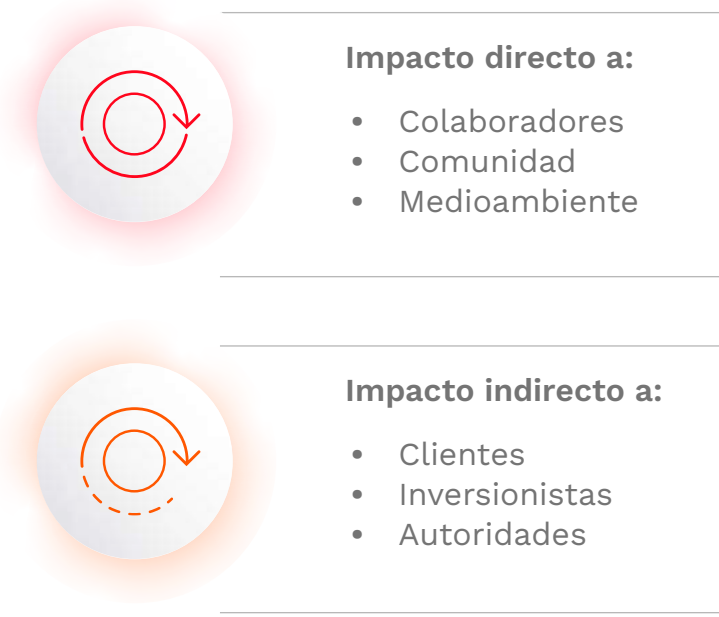 Impacto directo a:
• Colaboradores
• Comunidad
• Medioambiente
Impacto indirecto a:
• Clientes
• Inversionistas
• Autoridades